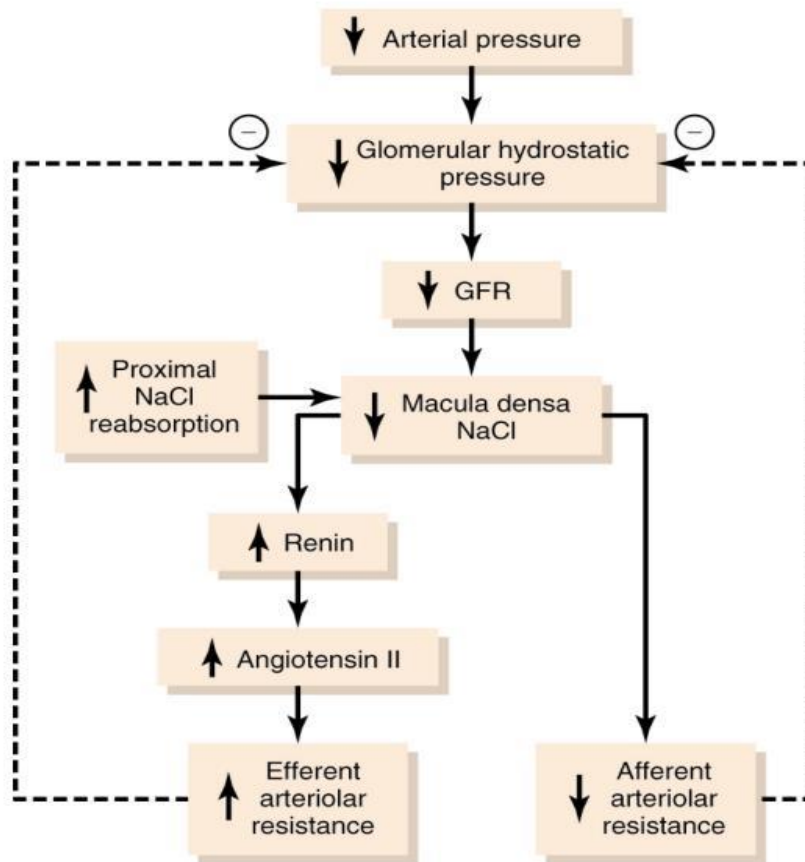 ↓ Arterial pressure
−
−
↓ Glomerular hydrostatic
pressure
↓ GFR
↑ Proximal
NaCl
reabsorption
↓ Macula densa
NaCl
↑ Renin
↑ Angiotensin II
↑ Efferent
arteriolar
resistance
↓ Afferent
arteriolar
resistance